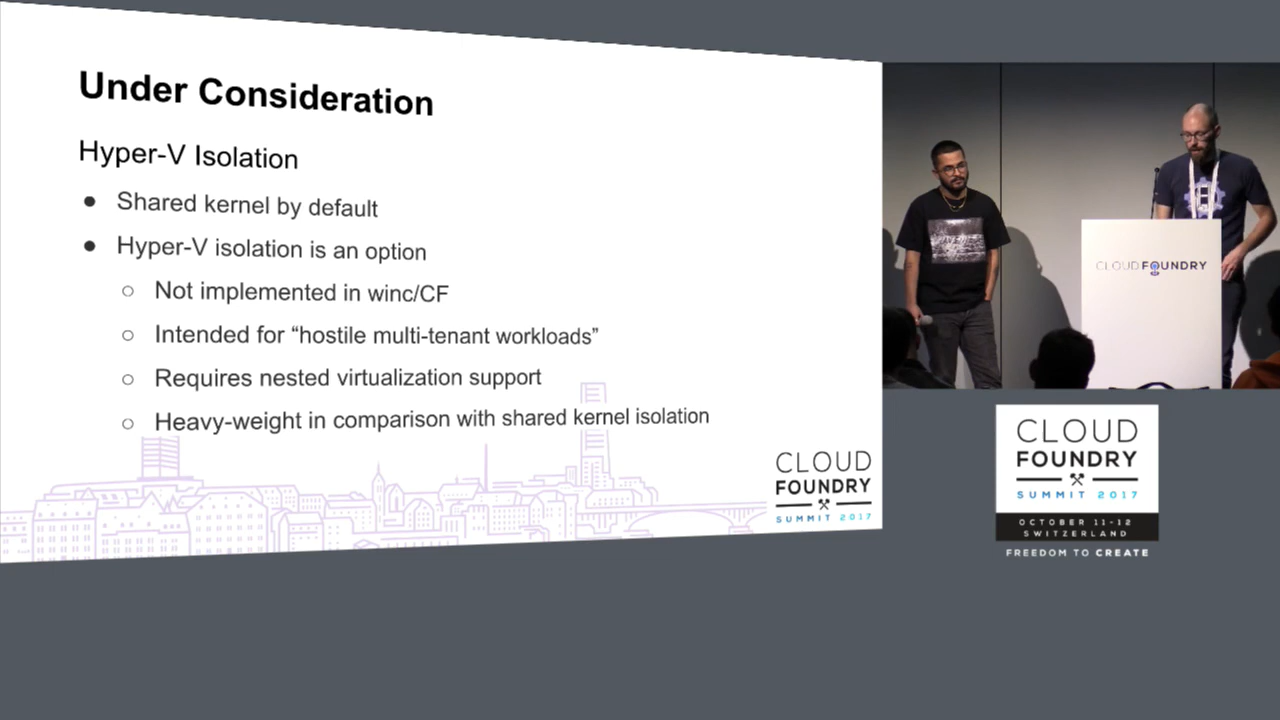 Under Consideration
Hyper-V Isolation
● Shared kernel by default
● Hyper-V isolation is an option
○ Not implemented in winc/CF
○ Intended for “hostile multi-tenant workloads”
○ Requires nested virtualization support
○ Heavy-weight in comparison with shared kernel isolation
CLOUD
FOUNDRY
SUMMIT 2017
CLOUDFOUNDRY
CLOUD
FOUNDRY
SUMMIT 2017
OCTOBER 11-12
SWITZERLAND
FREEDOM TO CREATE